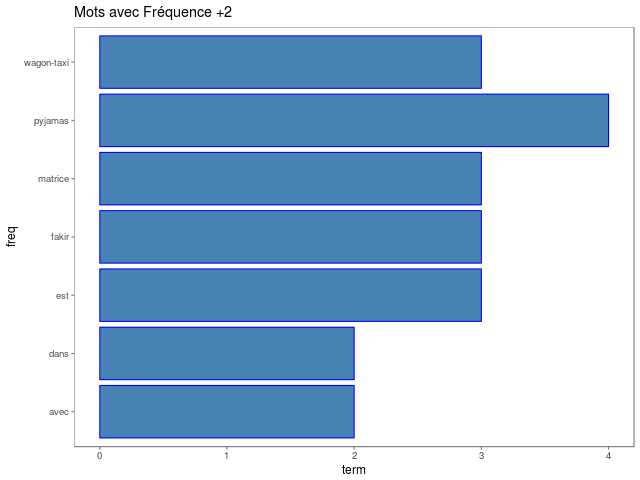 Mots avec Fréquence +2
wagon-taxi
pyjamas
matrice
fakir
est
dans
avec
freq
0 1 2 3 4
term